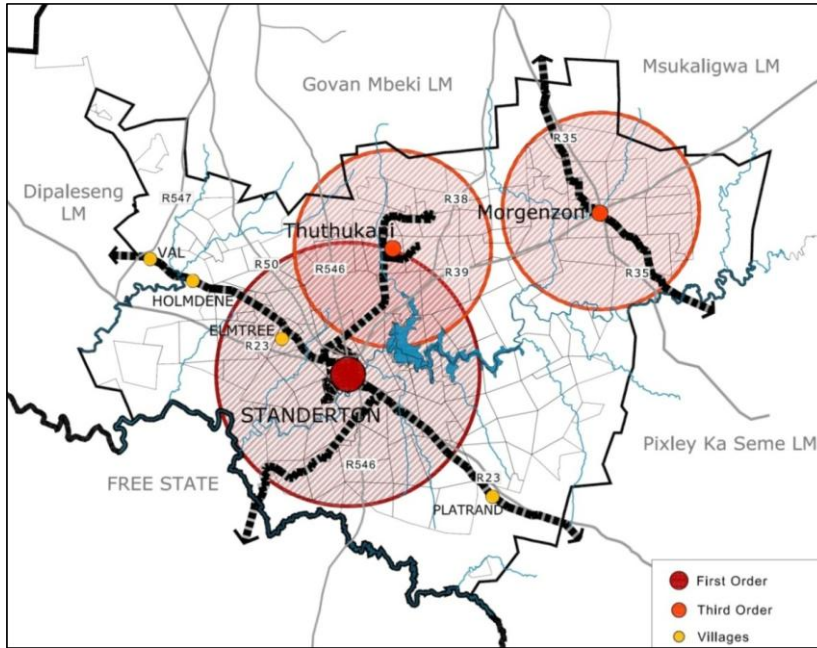 Govan Mbeki LM
Msukaligwa LM
R35
Dipaleseng
LM
R547
R38
Morgenzon
Thuthukani
VAL
R50
R546
R39
R35
HOLMDENE
ELMTREE
R23
STANDERTON
Pixley Ka Seme LM
R546
R23
FREE STATE
PLATRAND
First Order
Third Order
Villages